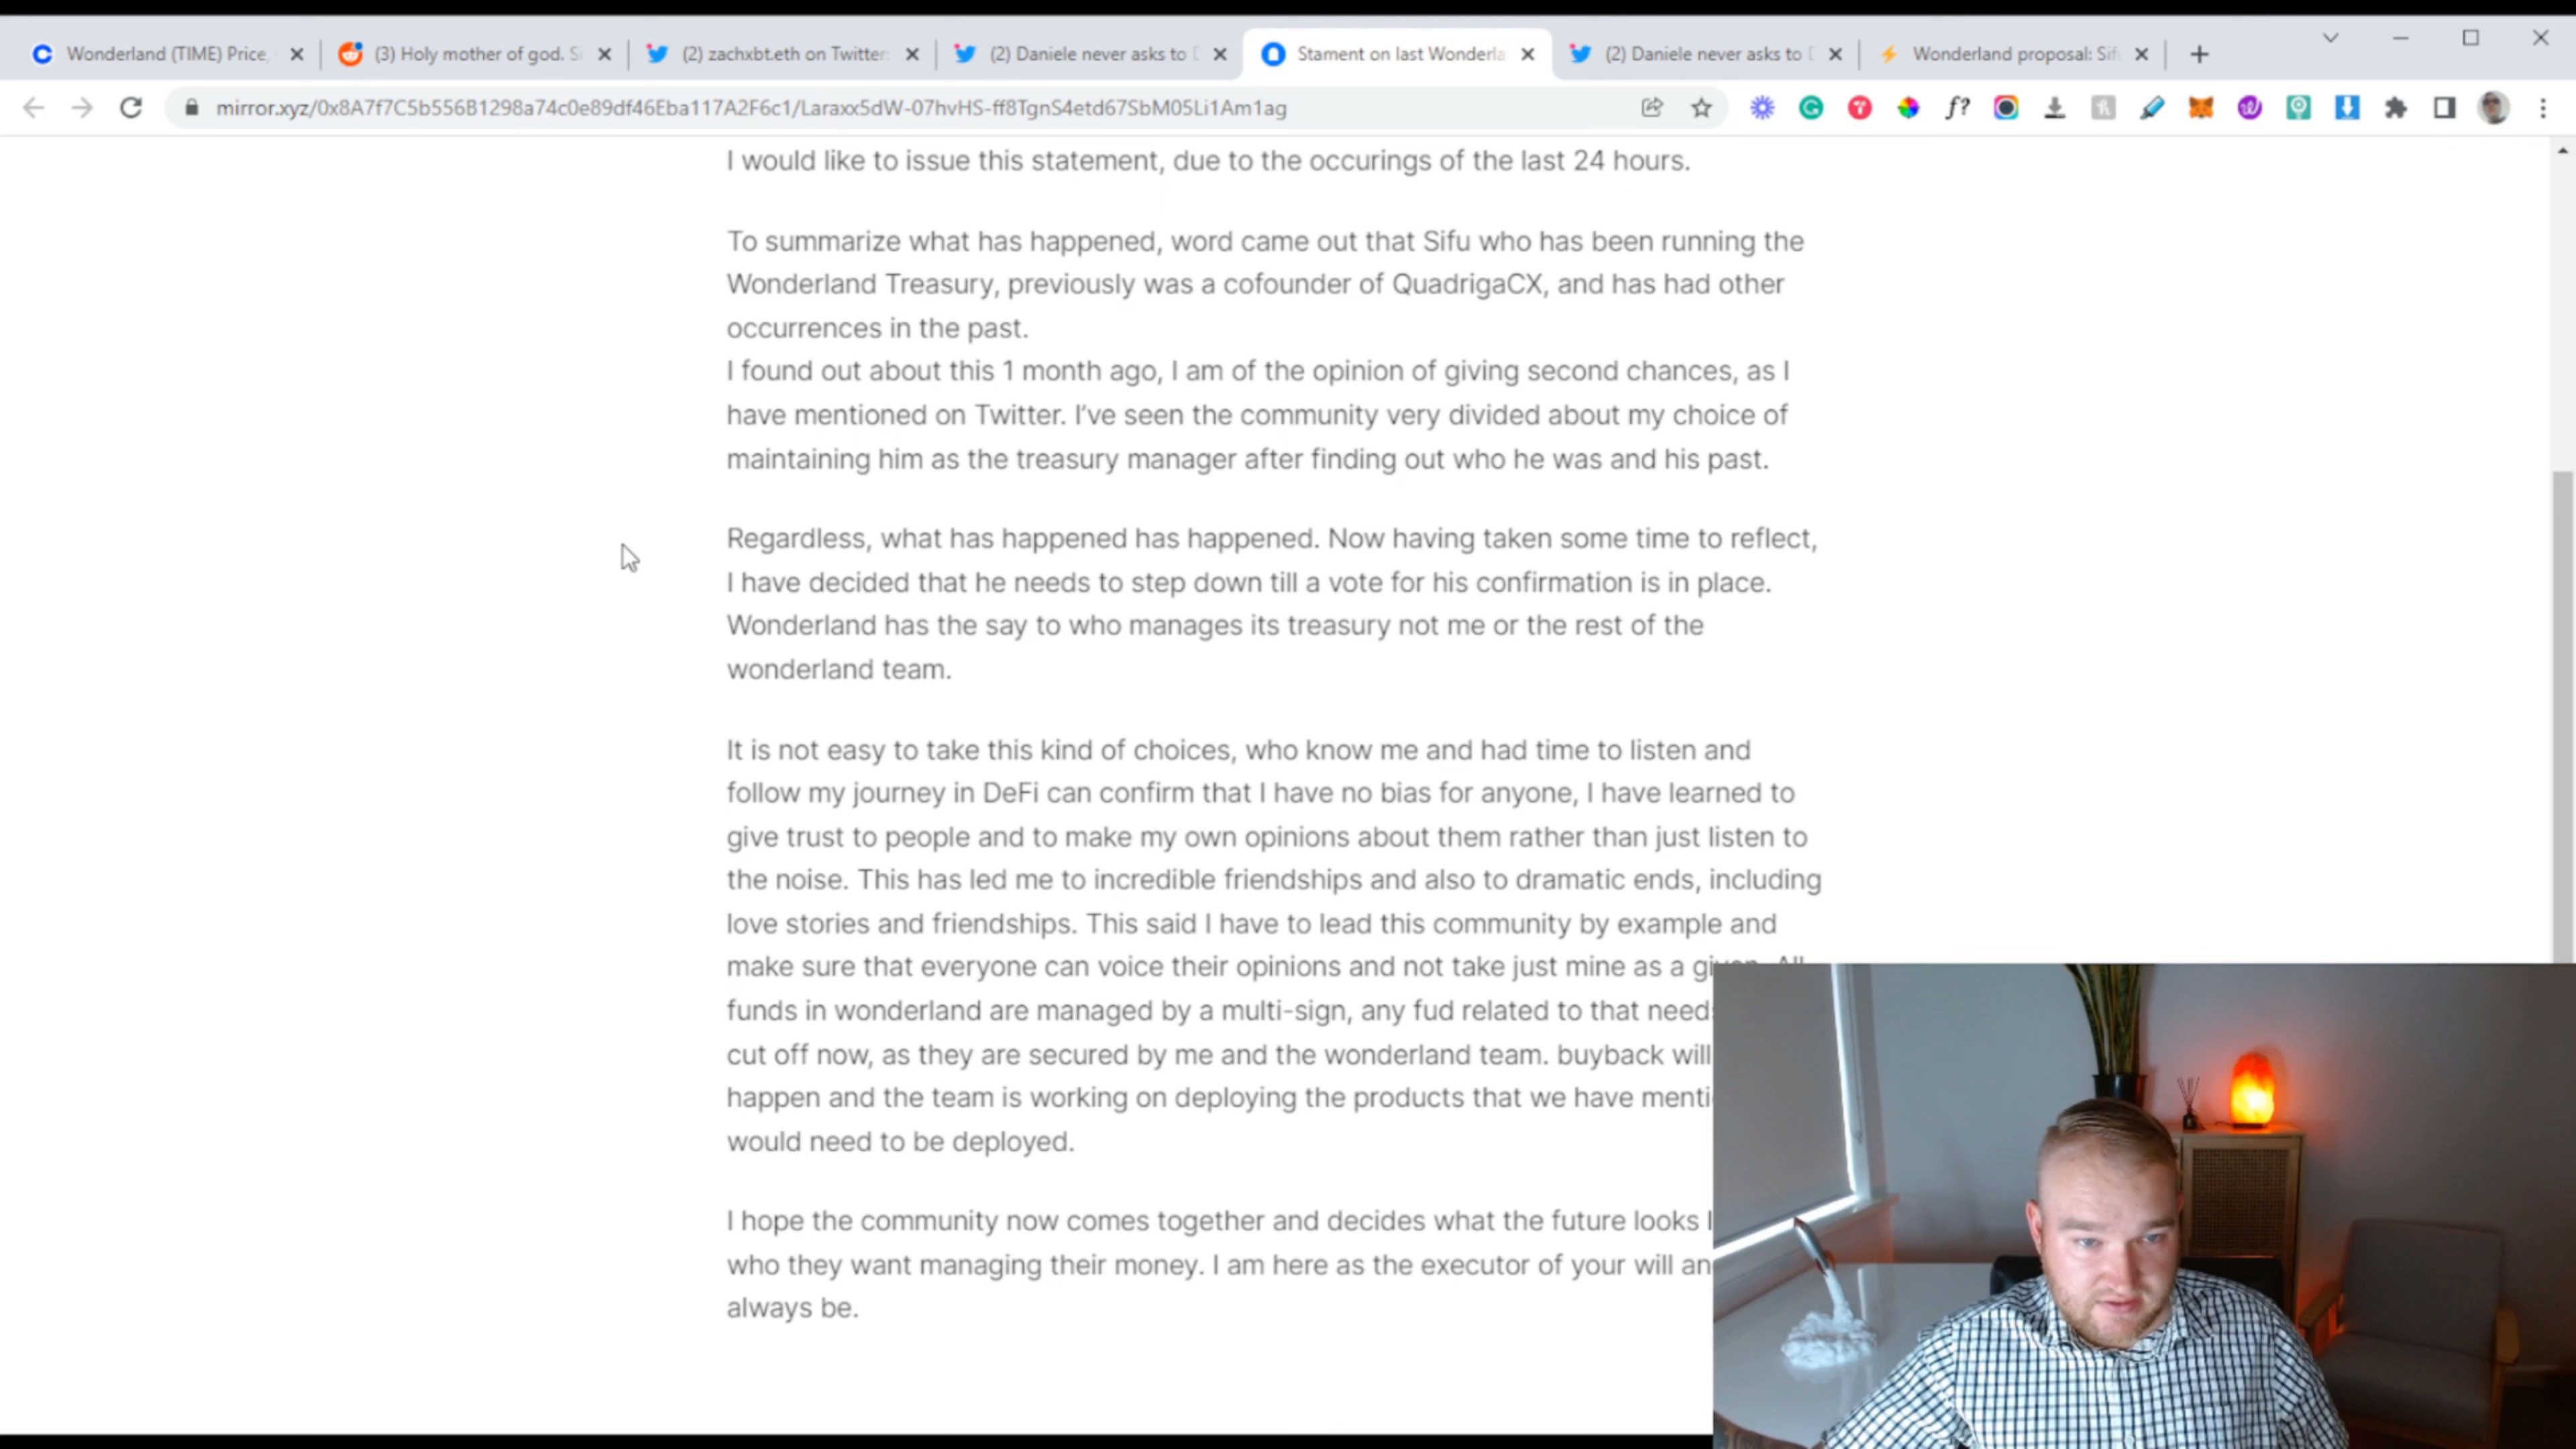 Wonderland (TIME) Price,
(3) Holy mother of god. Si
(2) zachxbt.eth on Twitter:
(2) Daniele never asks to D
Stament on last Wonderla
(2) Daniele never asks to D
Wonderland proposal: Sifu
mirror.xyz/0x8A7f7C5b556B1298a74c0e89df46Eba117A2F6c1/Laraxx5dW-07hvHS-ff8TgnS4etd67SbM05Li1Am1ag
f?
I would like to issue this statement, due to the occurings of the last 24 hours.
To summarize what has happened, word came out that Sifu who has been running the
Wonderland Treasury, previously was a cofounder of QuadrigaCX, and has had other
occurrences in the past.
I found out about this 1 month ago, I am of the opinion of giving second chances, as I
have mentioned on Twitter. I've seen the community very divided about my choice of
maintaining him as the treasury manager after finding out who he was and his past.
Regardless, what has happened has happened. Now having taken some time to reflect,
I have decided that he needs to step down till a vote for his confirmation is in place.
Wonderland has the say to who manages its treasury not me or the rest of the
wonderland team.
It is not easy to take this kind of choices, who know me and had time to listen and
follow my journey in DeFi can confirm that I have no bias for anyone, I have learned to
give trust to people and to make my own opinions about them rather than just listen to
the noise. This has led me to incredible friendships and also to dramatic ends, including
love stories and friendships. This said I have to lead this community by example and
make sure that everyone can voice their opinions and not take just mine as a given. All
funds in wonderland are managed by a multi-sign, any fud related to that need
cut off now, as they are secured by me and the wonderland team. buyback will
happen and the team is working on deploying the products that we have menti
would need to be deployed.
I hope the community now comes together and decides what the future looks l
who they want managing their money. I am here as the executor of your will an
always be.